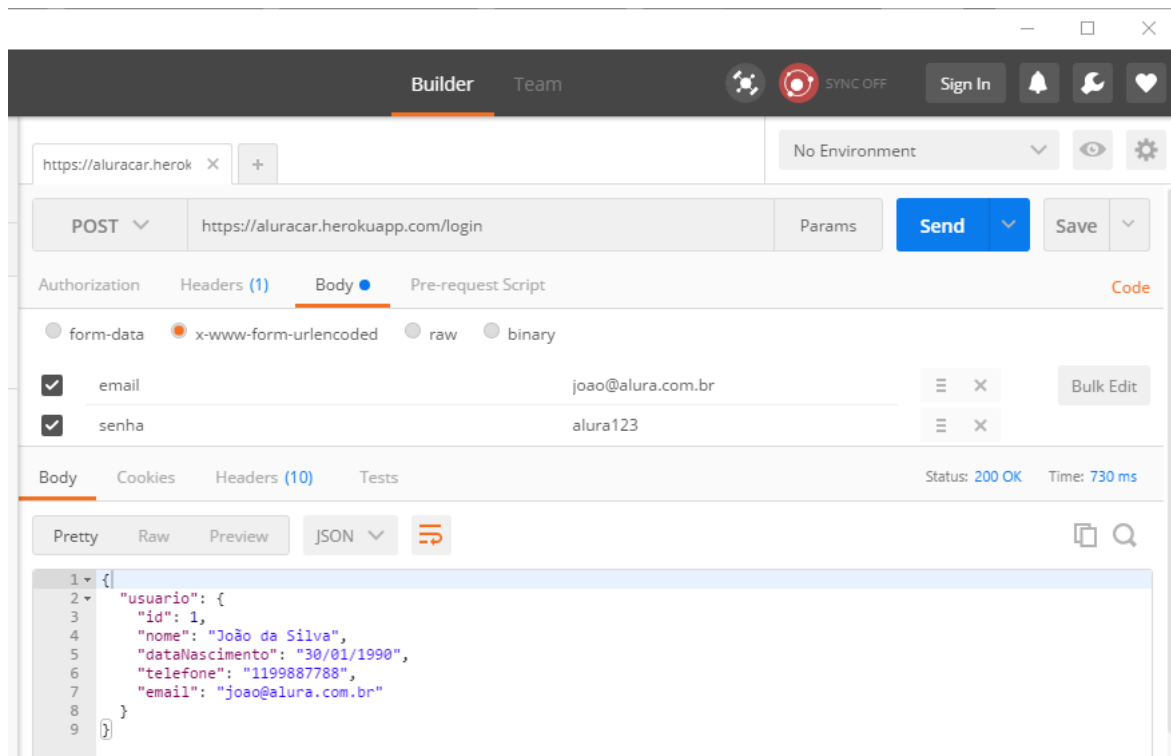 Builder Team SYNC OFF Sign In
https://aluracar.herok × + No Environment
POST https://aluracar.herokuapp.com/login Params Send Save
Authorization Headers (1) Body Pre-request Script Code
form-data x-www-form-urlencoded raw binary
email joao@alura.com.br Bulk Edit
senha alura123
Body Cookies Headers (10) Tests Status: 200 OK Time: 730 ms
Pretty Raw Preview JSON
1 {
2 "usuario": {
3 "id": 1,
4 "nome": "João da Silva",
5 "dataNascimento": "30/01/1990",
6 "telefone": "1199887788",
7 "email": "joao@alura.com.br"
8 }
9 }